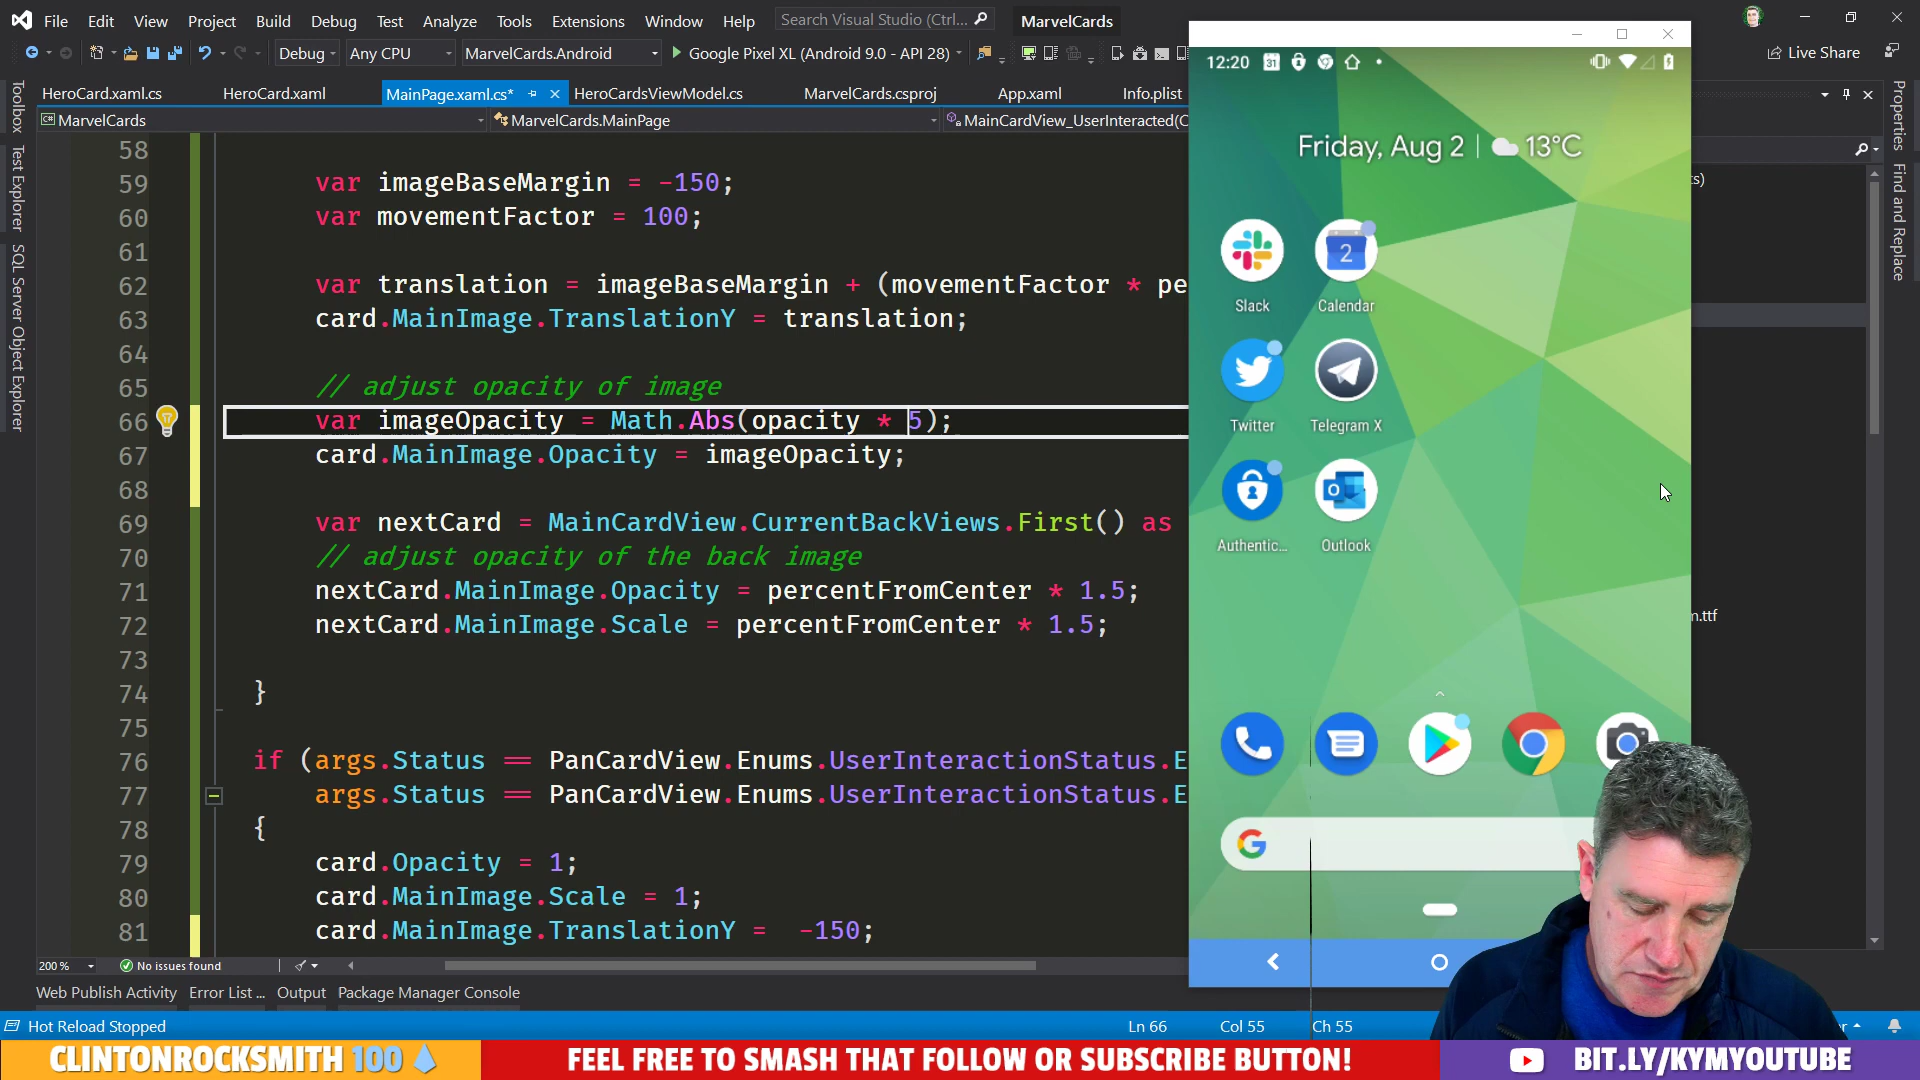 File Edit View Project Build Debug Test Analyze Tools Extensions Window Help Search Visual Studio (Ctrl... MarvelCards
Debug Any CPU MarvelCards.Android Google Pixel XL (Android 9.0 - API 28) Live Share
HeroCard.xaml.cs HeroCard.xaml MainPage.xaml.cs* HeroCardsViewModel.cs MarvelCards.csproj App.xaml Info.plist
MarvelCards MarvelCards.MainPage MainCardView_UserInteracted(C
Toolbox
Test Explorer
SQL Server Object Explorer
58
59 var imageBaseMargin = -150;
60 var movementFactor = 100;
61
62 var translation = imageBaseMargin + (movementFactor * pe
63 card.MainImage.TranslationY = translation;
64
65 // adjust opacity of image
66 var imageOpacity = Math.Abs(opacity * 5);
67 card.MainImage.Opacity = imageOpacity;
68
69 var nextCard = MainCardView.CurrentBackViews.First() as
70 // adjust opacity of the back image
71 nextCard.MainImage.Opacity = percentFromCenter * 1.5;
72 nextCard.MainImage.Scale = percentFromCenter * 1.5;
73
74 }
75
76 if (args.Status == PanCardView.Enums.UserInteractionStatus.E
77 args.Status == PanCardView.Enums.UserInteractionStatus.E
78 {
79 card.Opacity = 1;
80 card.MainImage.Scale = 1;
81 card.MainImage.TranslationY = -150;
12:20 31
Friday, Aug 2 | 13°C
2
Slack Calendar
Twitter Telegram X
Authentic... Outlook
G
Properties
Find and Replace
ts)
m.ttf
200 % No issues found
Web Publish Activity Error List ... Output Package Manager Console
Hot Reload Stopped Ln 66 Col 55 Ch 55
CLINTONROCKSMITH 100 FEEL FREE TO SMASH THAT FOLLOW OR SUBSCRIBE BUTTON! BIT.LY/KYMYOUTUBE